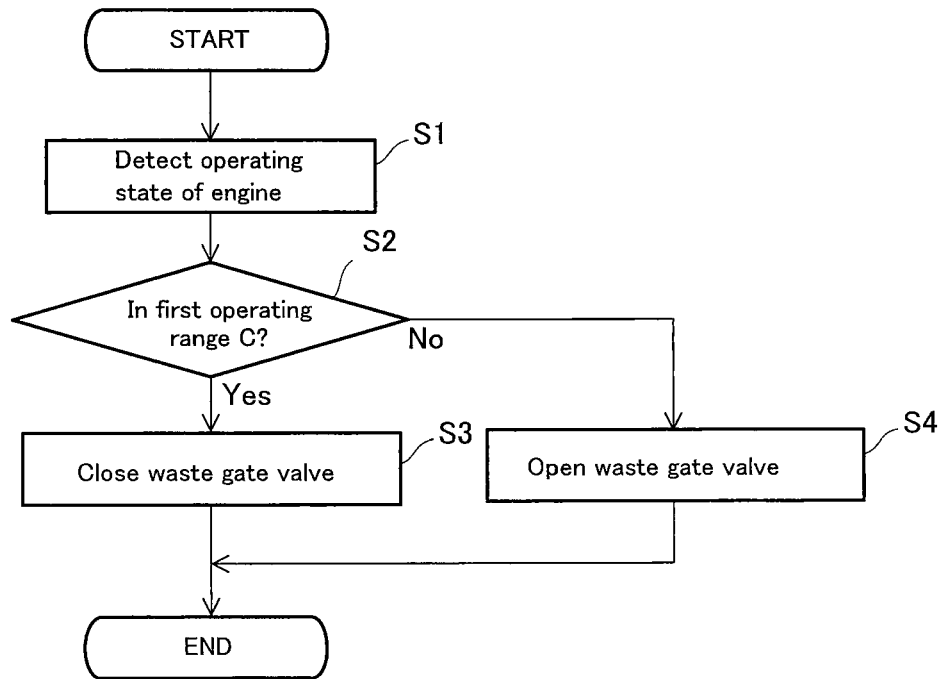 START
S1
Detect operating
state of engine
S2
In first operating
range C?
No
Yes
S3
Close waste gate valve
S4
Open waste gate valve
END